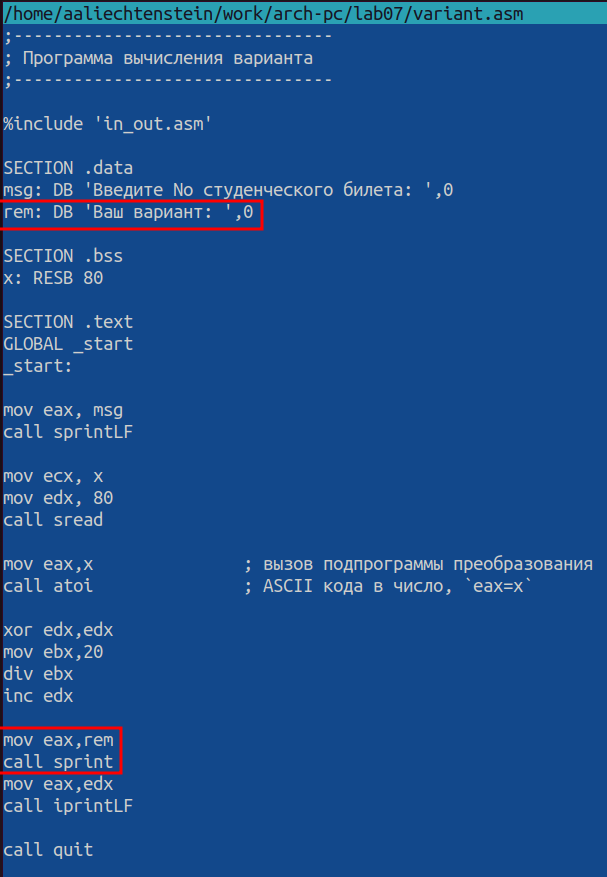 /home/aaliechtenstein/work/arch-pc/lab07/variant.asm
;--------------------------------
; Программа вычисления варианта
;--------------------------------
%include 'in_out.asm'
SECTION .data
msg: DB 'Введите No студенческого билета: ',0
rem: DB 'Ваш вариант: ',0
SECTION .bss
x: RESB 80
SECTION .text
GLOBAL _start
_start:
mov eax, msg
call sprintLF
mov ecx, x
mov edx, 80
call sread
mov eax,x ; вызов подпрограммы преобразования
call atoi ; ASCII кода в число, `eax=x`
xor edx,edx
mov ebx,20
div ebx
inc edx
mov eax,rem
call sprint
mov eax,edx
call iprintLF
call quit